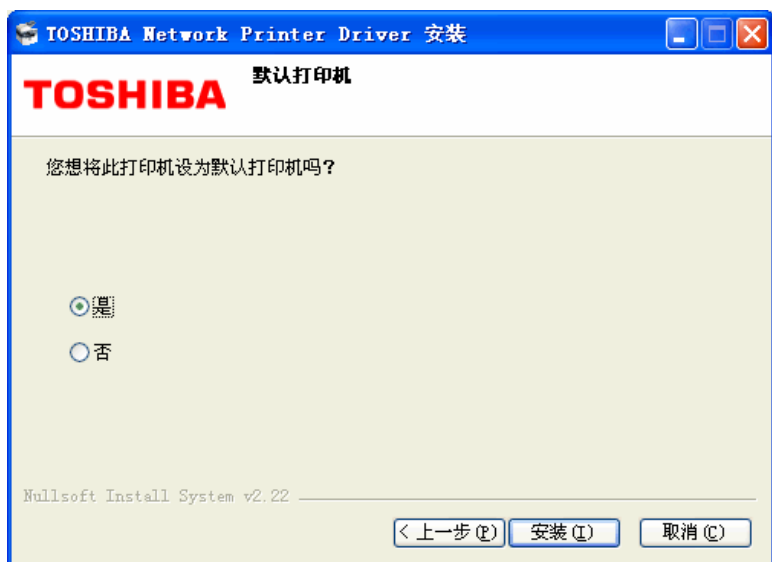 TOSHIBA Network Printer Driver 安装
TOSHIBA
默认打印机
您想将此打印机设为默认打印机吗?
是
否
Nullsoft Install System v2.22
< 上一步(P) 安装(I) 取消(C)